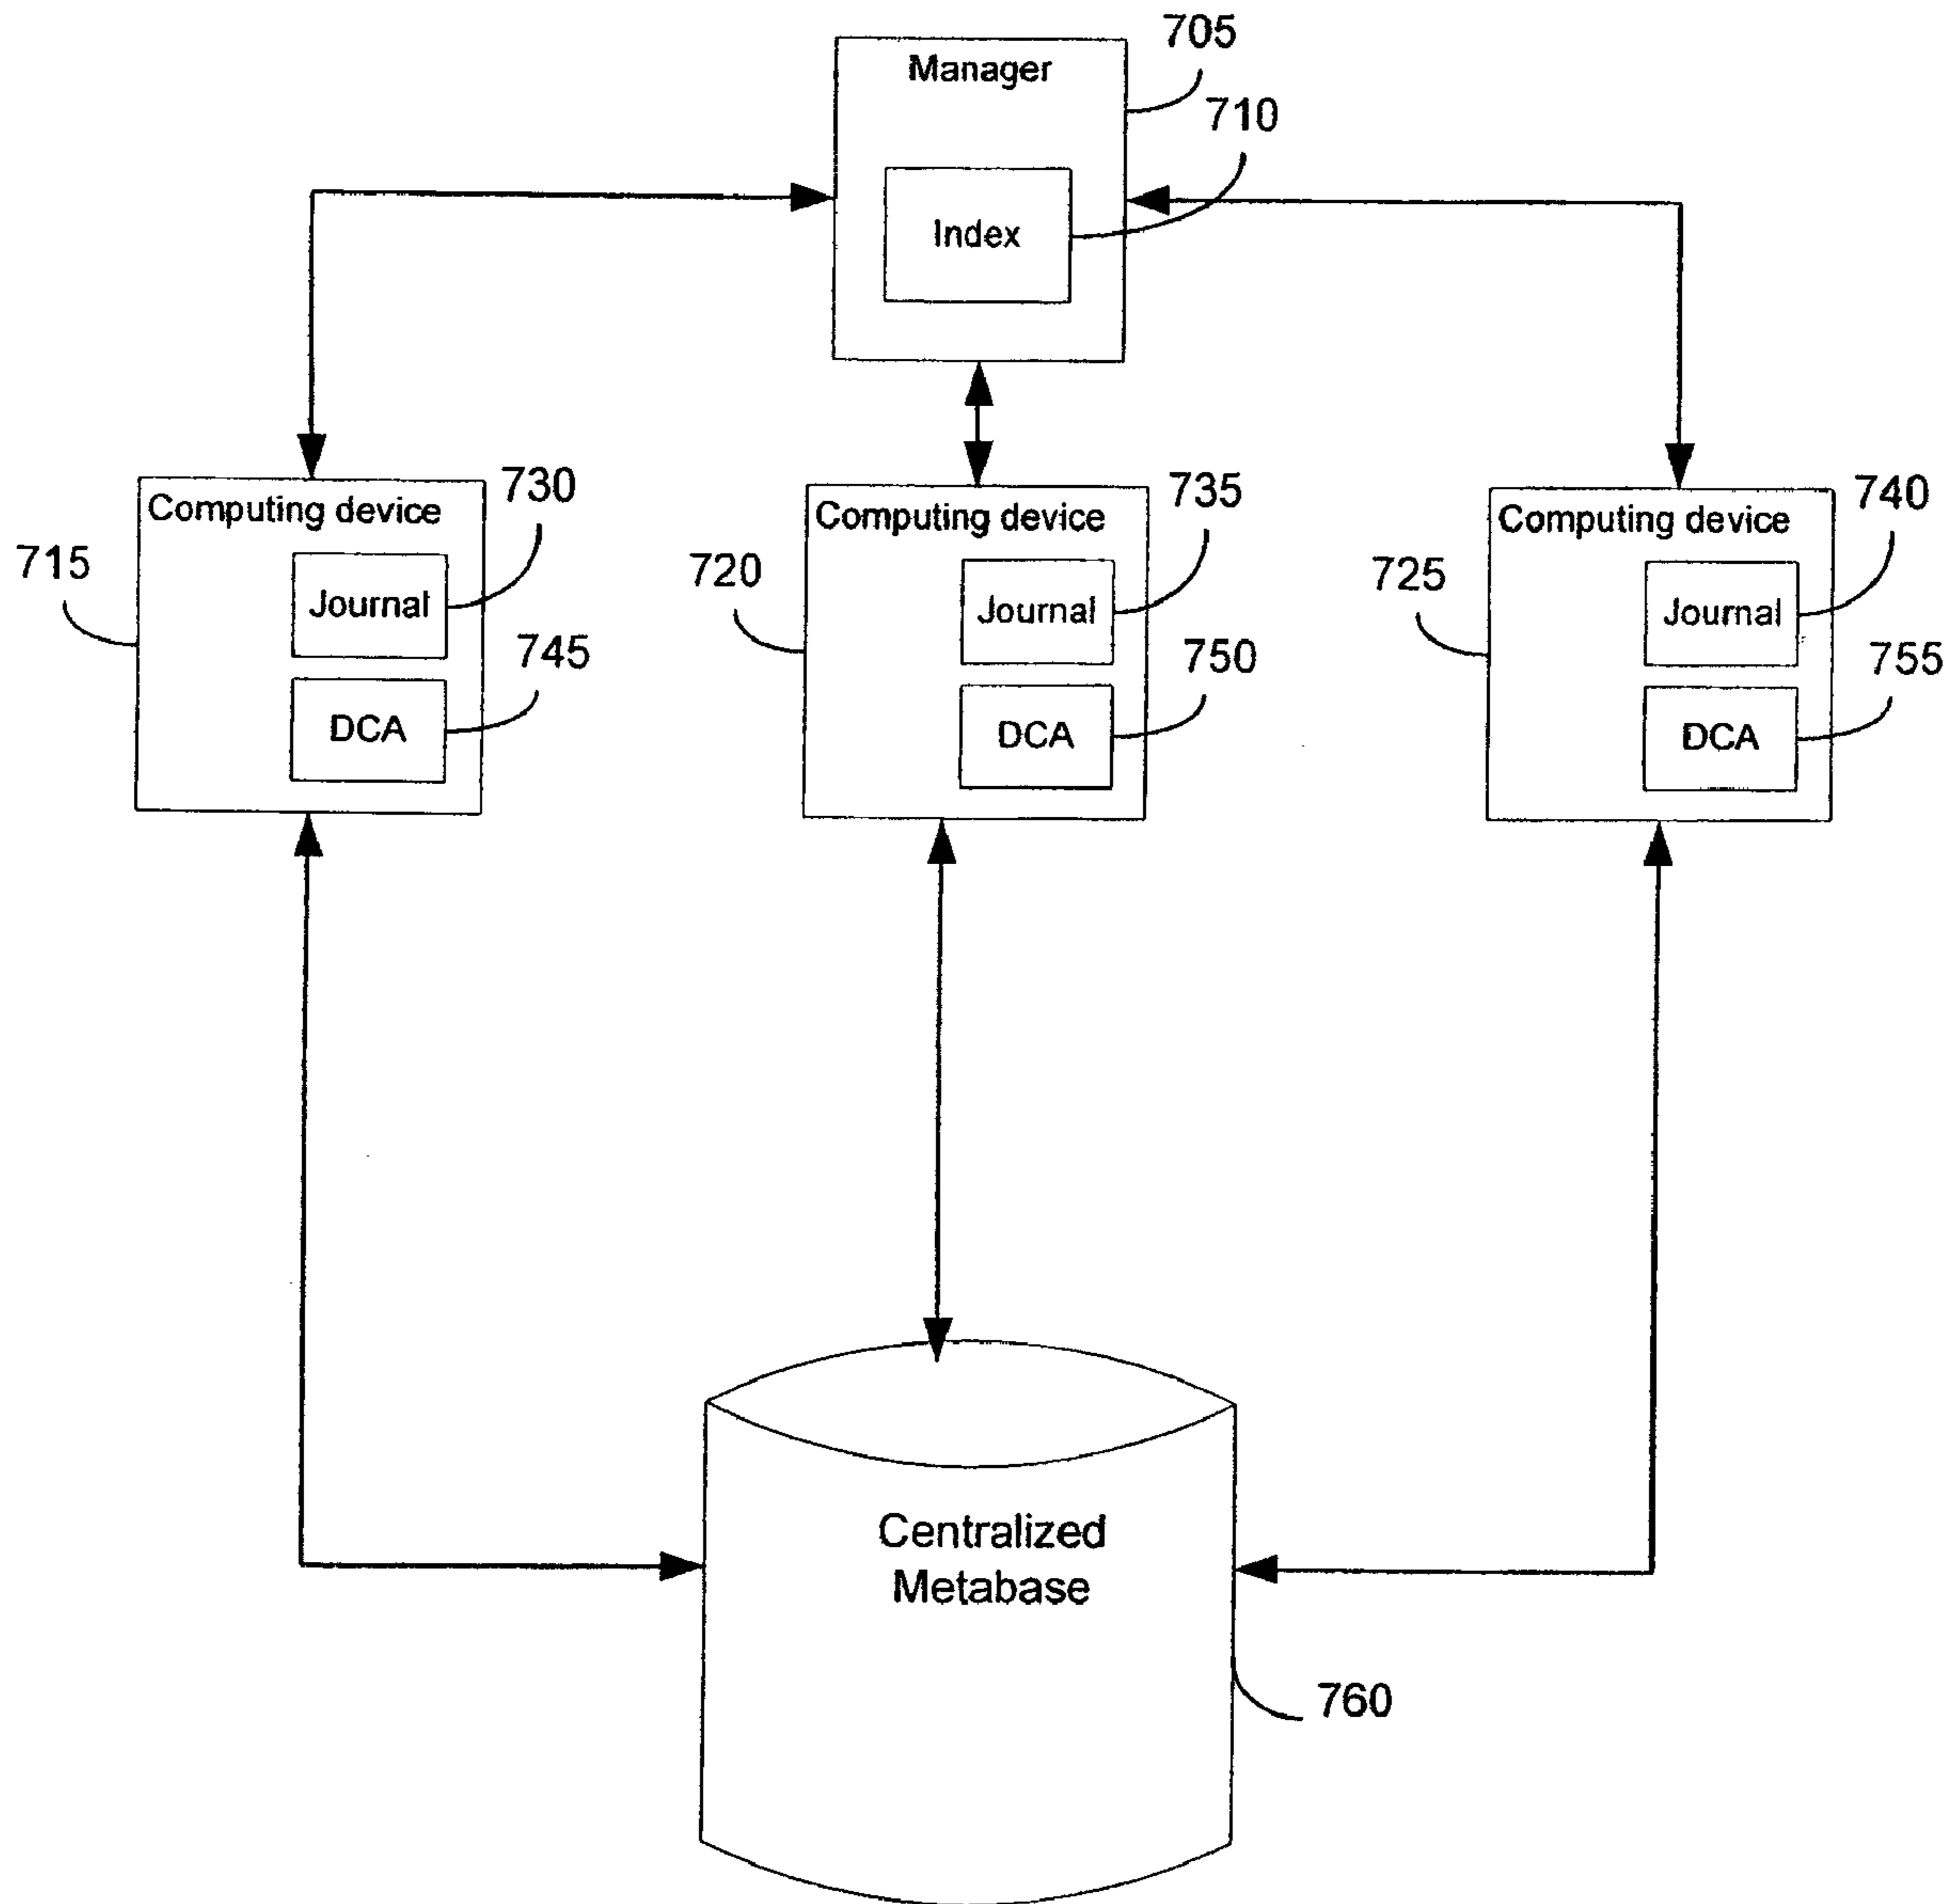 705
Manager
710
Index
Computing device
730
Computing device
735
Computing device
740
715
Journal
720
Journal
725
Journal
745
750
755
DCA
DCA
DCA
Centralized
Metabase
760